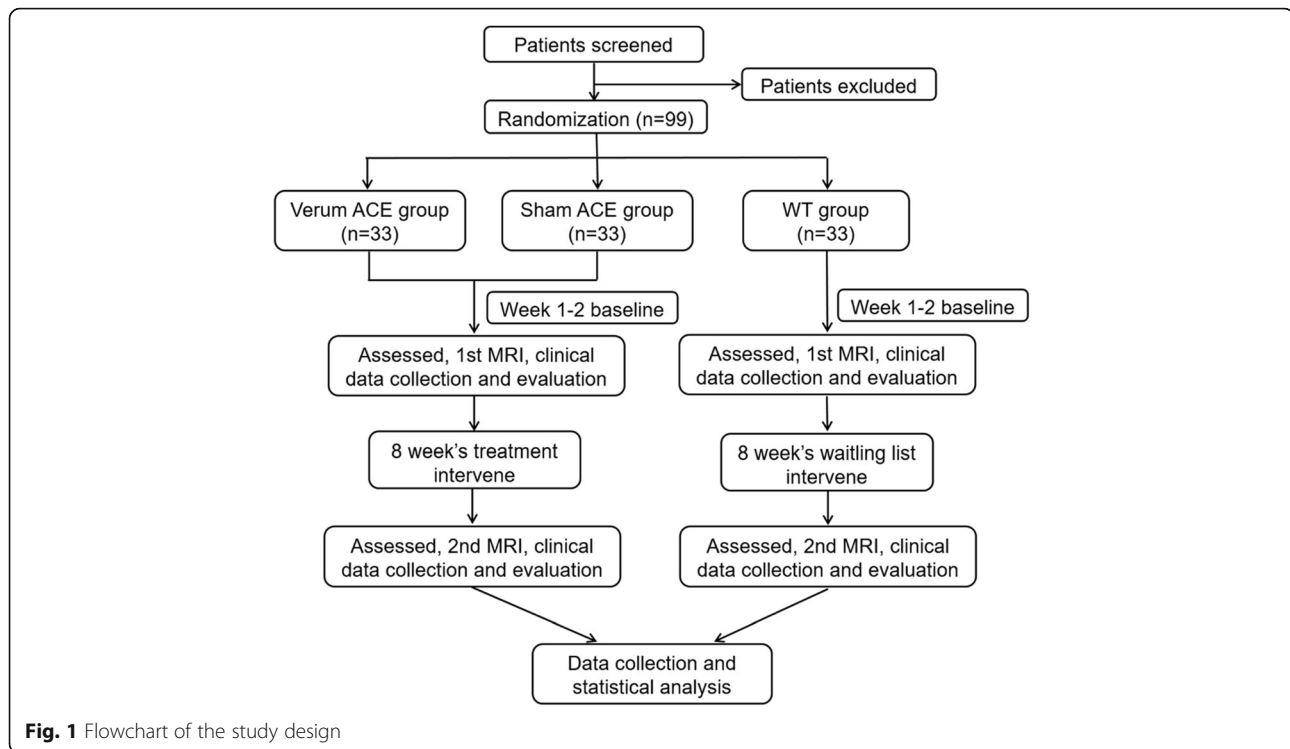 Patients screened
Patients excluded
Randomization (n=99)
Verum ACE group
(n=33)
Sham ACE group
(n=33)
WT group
(n=33)
Week 1-2 baseline
Week 1-2 baseline
Assessed, 1st MRI, clinical
data collection and evaluation
Assessed, 1st MRI, clinical
data collection and evaluation
8 week's treatment
intervene
8 week's waitling list
intervene
Assessed, 2nd MRI, clinical
data collection and evaluation
Assessed, 2nd MRI, clinical
data collection and evaluation
Data collection and
statistical analysis
Fig. 1 Flowchart of the study design